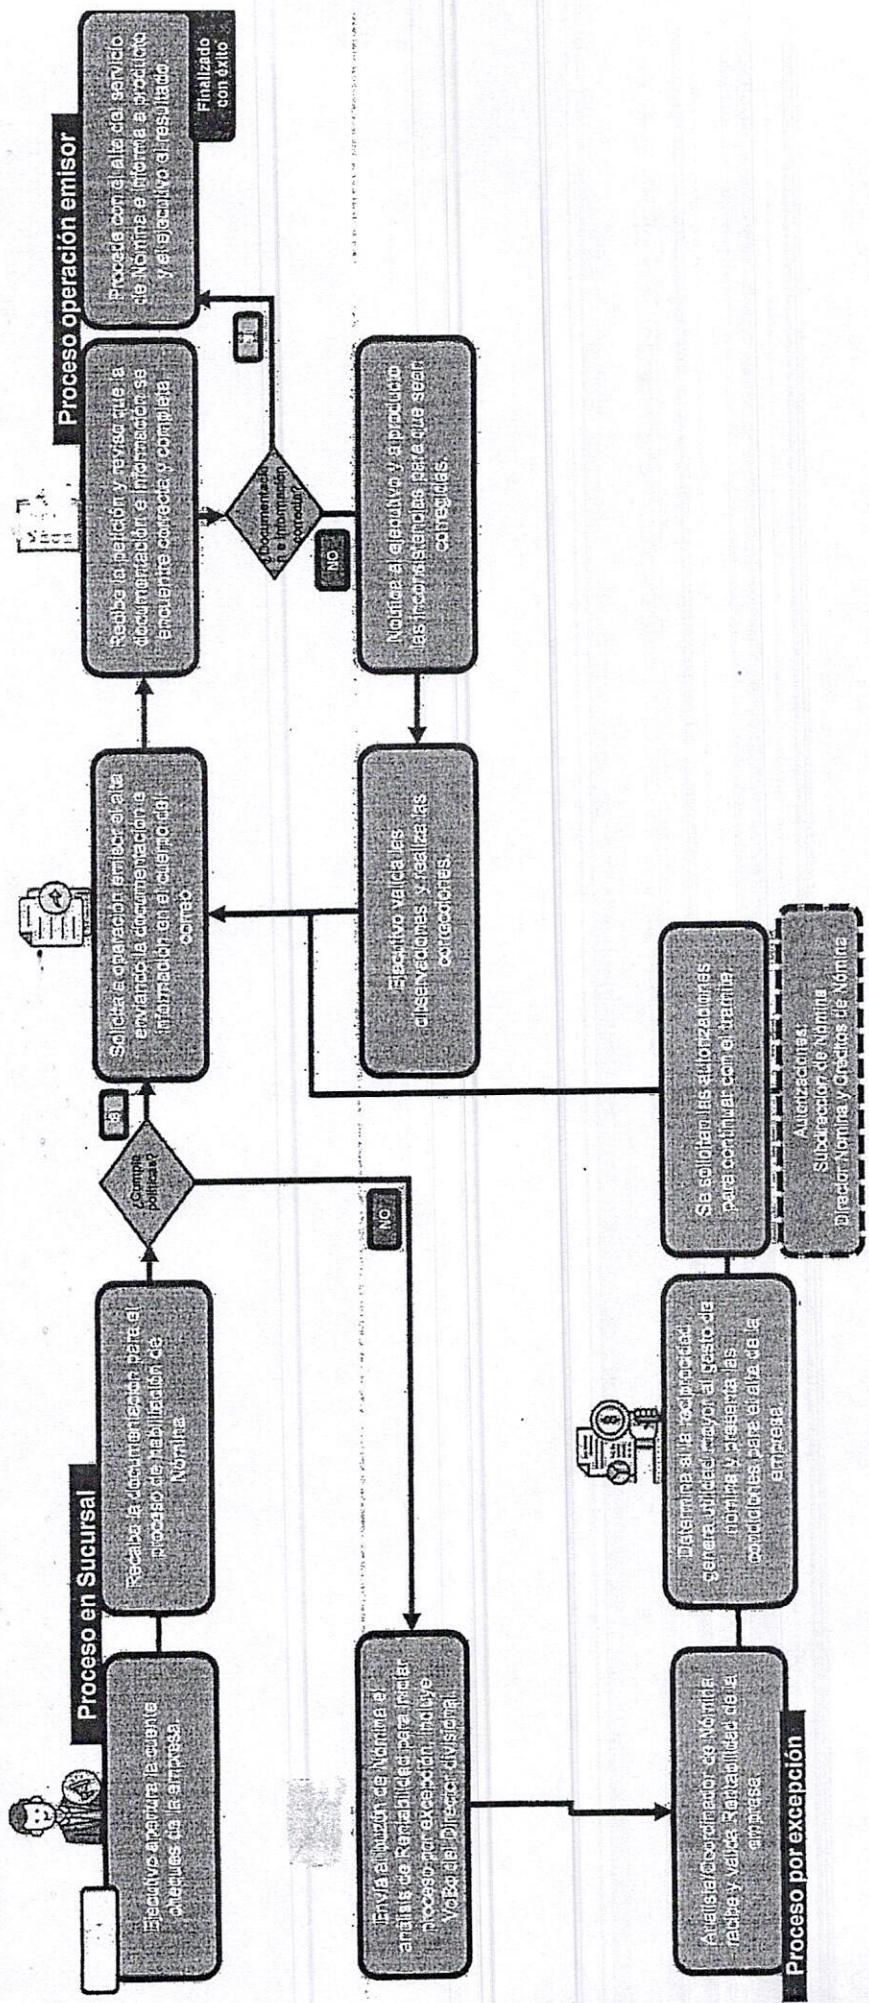 Proceso en Sucursal
Ejecutivo apertura la cuenta
cheques de la empresa.
Recaba la documentación para el
proceso de habilitación de
Nómina
¿Cumple
políticas?
NO
Solicita a operación emisor el alta
enviando la documentación e
información en el cuerpo del
correo
Proceso operación emisor
Recibe la petición y revisa que la
documentación e información se
encuentre correcta y completa
¿Documentació
n e información
correcta?
NO
Procede con el alta del servicio
de Nómina e informa a producto
y el ejecutivo el resultado
Finalizado
con éxito
Notifica al ejecutivo y a producto
las inconsistencias para que sean
corregidas.
Ejecutivo valida las
observaciones y realiza las
correcciones.
Envía al buzón de Nómina el
análisis de Rentabilidad para iniciar
proceso por excepción. Incluye
VoBo del Director divisional.
Analista/Coordinador de Nómina
recibe y valida Rentabilidad de la
empresa
Proceso por excepción
Determina si la reciprocidad
genera utilidad mayor al gasto de
nómina y presenta las
condiciones para el alta de la
empresa
Se solicitan las autorizaciones
para continuar con el trámite.
Autorizaciones:
Subdirección de Nómina
Director Nómina y Créditos de Nómina